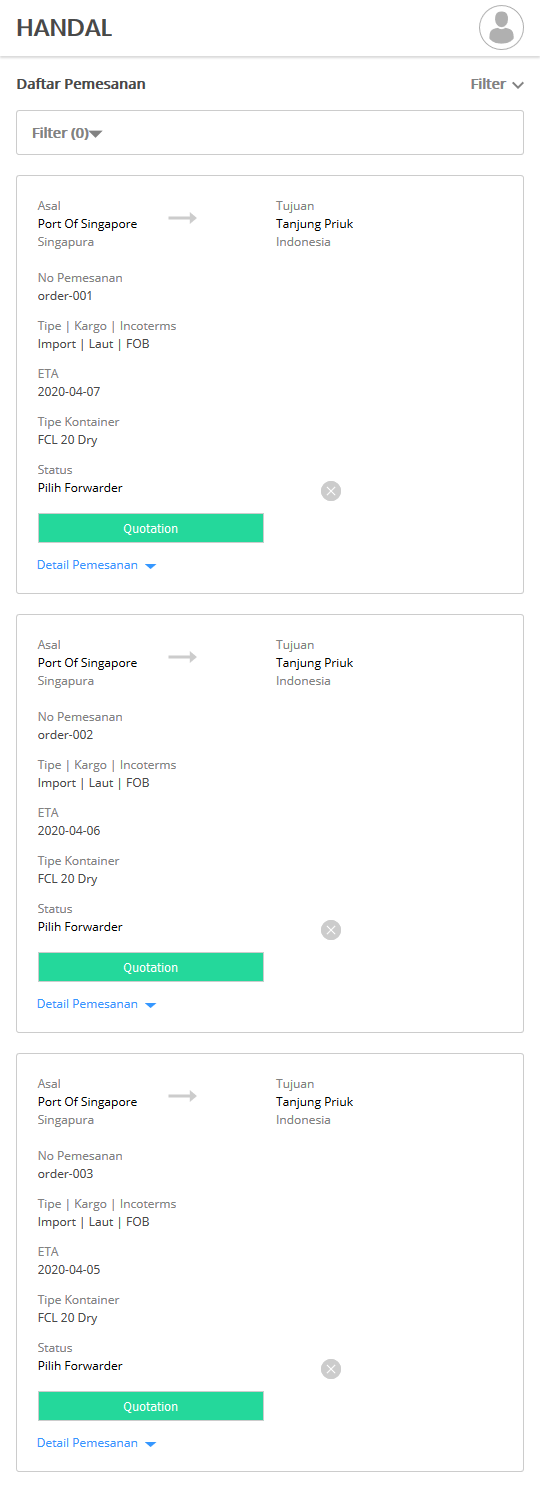 HANDAL
Daftar Pemesanan
Filter
Filter (0)
Asal
Port Of Singapore
Singapura
Tujuan
Tanjung Priuk
Indonesia
No Pemesanan
order-001
Tipe | Kargo | Incoterms
Import | Laut | FOB
ETA
2020-04-07
Tipe Kontainer
FCL 20 Dry
Status
Pilih Forwarder
Quotation
Detail Pemesanan
Asal
Port Of Singapore
Singapura
Tujuan
Tanjung Priuk
Indonesia
No Pemesanan
order-002
Tipe | Kargo | Incoterms
Import | Laut | FOB
ETA
2020-04-06
Tipe Kontainer
FCL 20 Dry
Status
Pilih Forwarder
Quotation
Detail Pemesanan
Asal
Port Of Singapore
Singapura
Tujuan
Tanjung Priuk
Indonesia
No Pemesanan
order-003
Tipe | Kargo | Incoterms
Import | Laut | FOB
ETA
2020-04-05
Tipe Kontainer
FCL 20 Dry
Status
Pilih Forwarder
Quotation
Detail Pemesanan